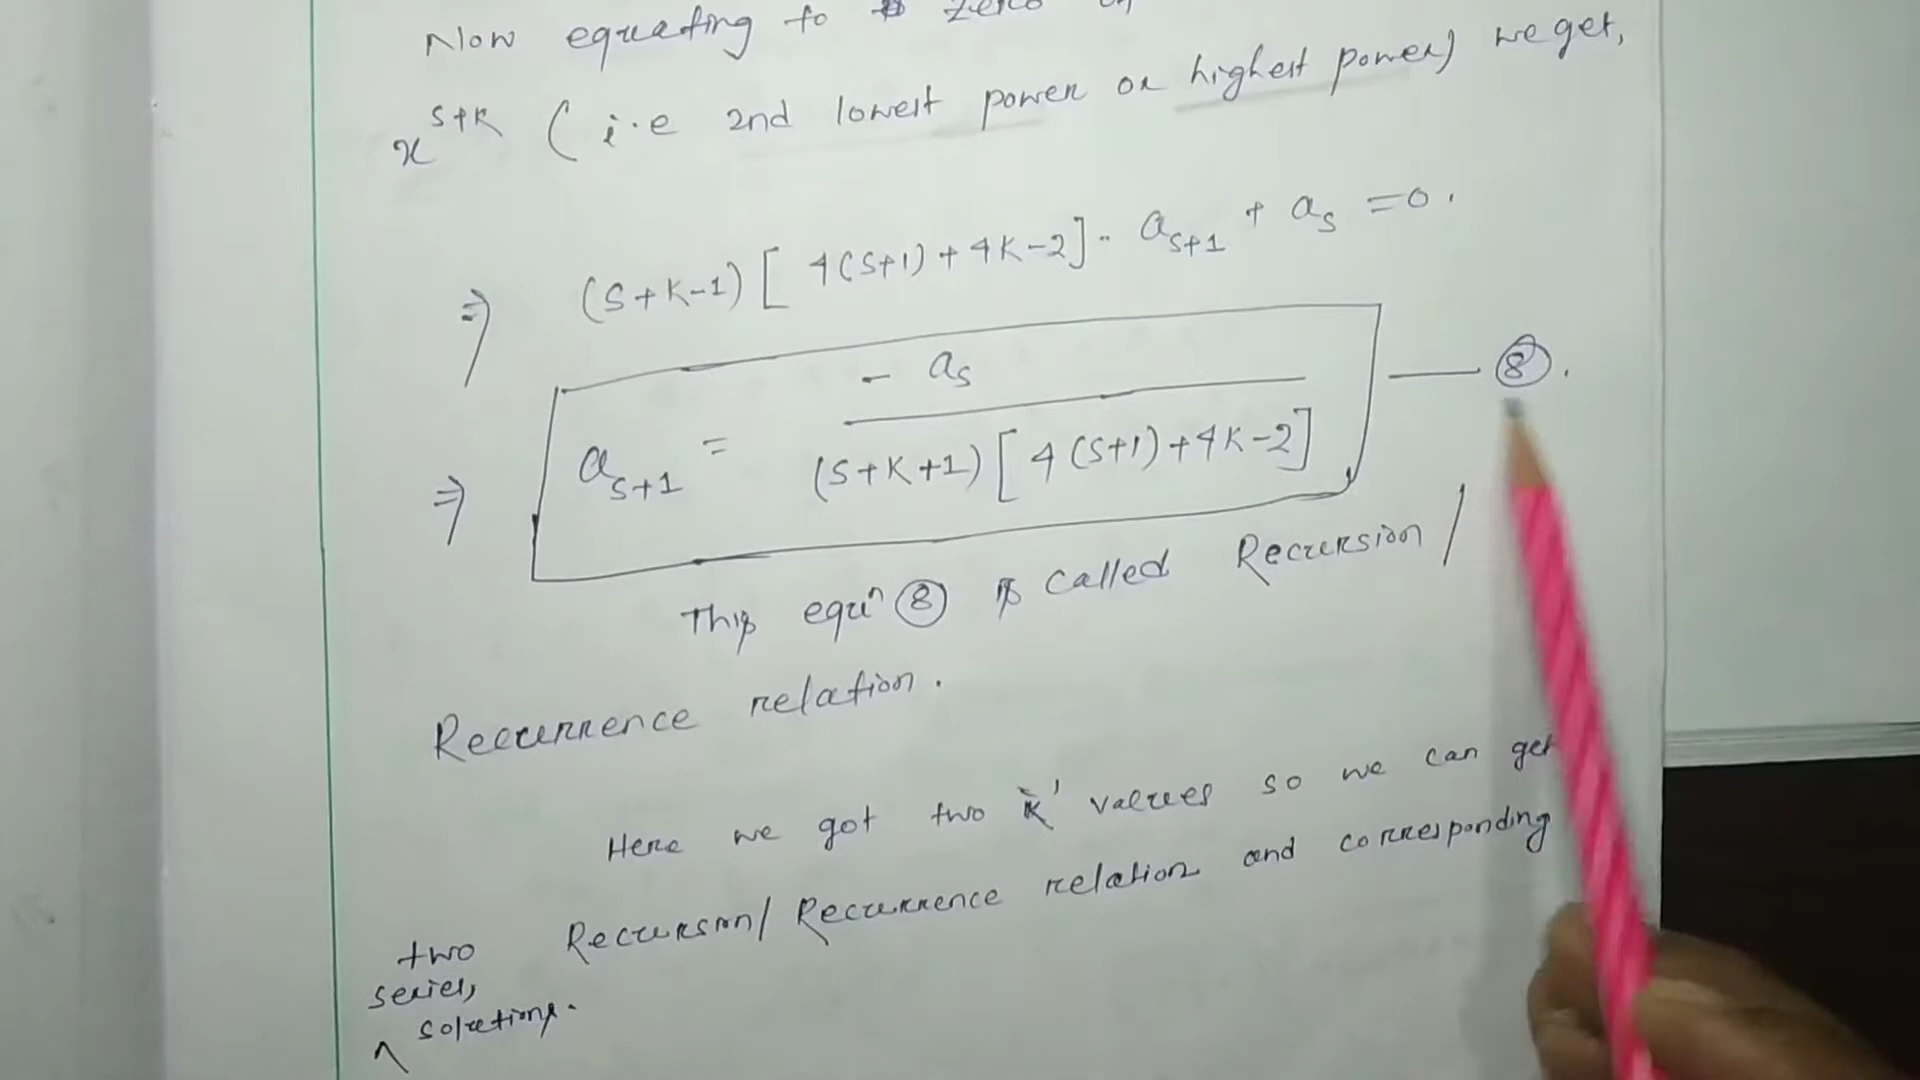 Now equating to zero of
x^{s+k} (i.e 2nd lowest power or highest power) we get,
⇒ (s+k-1)[4(s+1)+4k-2]. a_{s+1} + a_s =0.
⇒ a_{s+1} = - a_s / (s+k+1)[4(s+1)+4k-2] — ⑧.
This equⁿ ⑧ is called Recursion/
Recurrence relation.
Here we got two 'k' values so we can get
two Recursion/Recurrence relation and corresponding
series,
^ solutions.